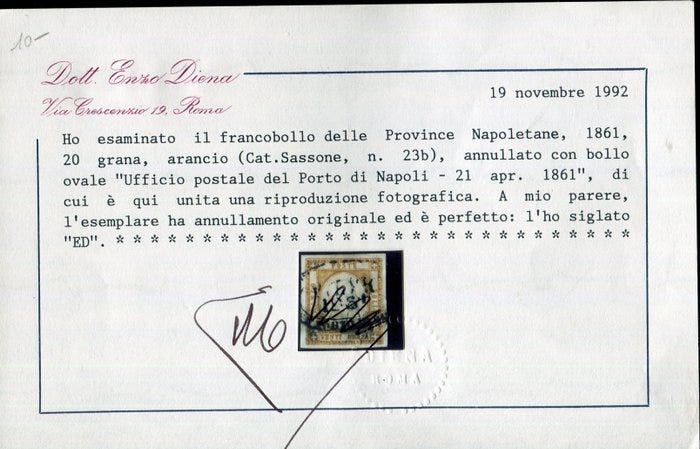 10-
Dott. Enzo Diena
Via Crescenzio 19, Roma
19 novembre 1992
Ho esaminato il francobollo delle Province Napoletane, 1861,
20 grana, arancio (Cat.Sassone, n. 23b), annullato con bollo
ovale "Ufficio postale del Porto di Napoli - 21 apr. 1861", di
cui è qui unita una riproduzione fotografica. A mio parere,
l'esemplare ha annullamento originale ed è perfetto: l'ho siglato
"ED". * * * * * * * * * * * * * * * * * * * * * * * * * * * * *
VENTI GRANA
DIENA
ROMA